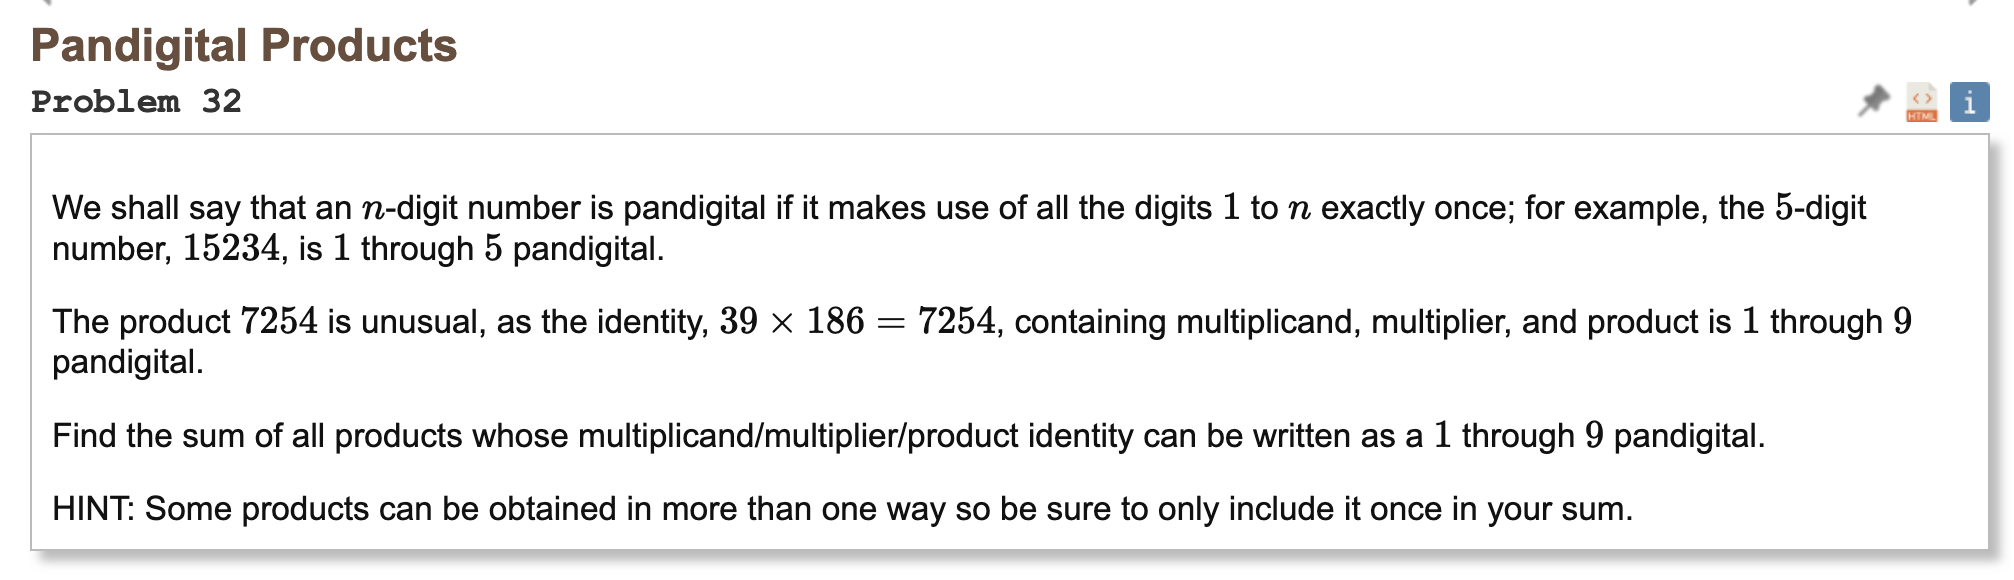 Pandigital Products
Problem 32
HTML
i
We shall say that an n-digit number is pandigital if it makes use of all the digits 1 to n exactly once; for example, the 5-digit
number, 15234, is 1 through 5 pandigital.
The product 7254 is unusual, as the identity, 39 × 186 = 7254, containing multiplicand, multiplier, and product is 1 through 9
pandigital.
Find the sum of all products whose multiplicand/multiplier/product identity can be written as a 1 through 9 pandigital.
HINT: Some products can be obtained in more than one way so be sure to only include it once in your sum.